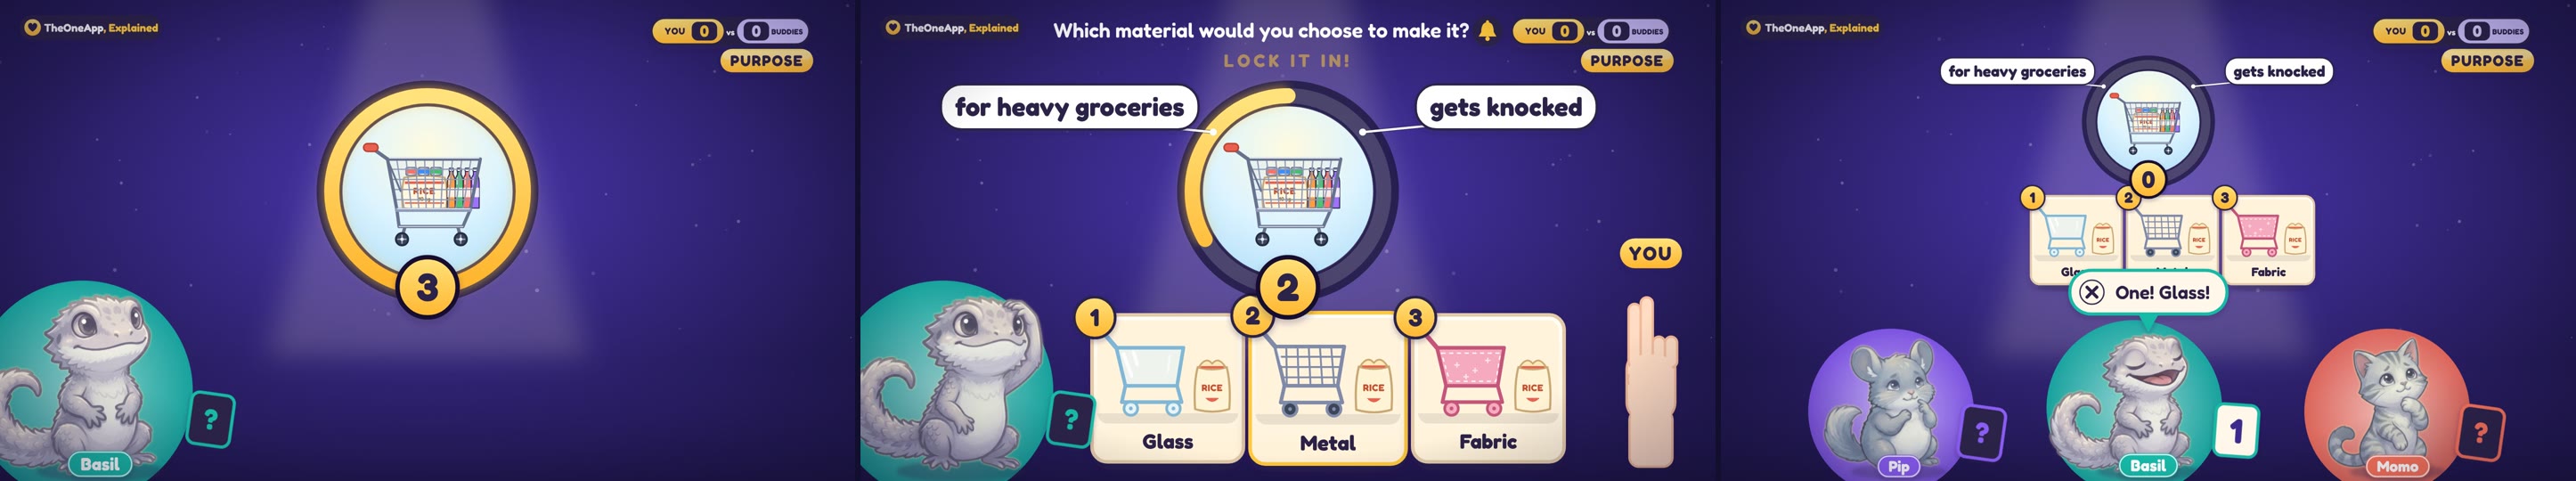 TheOneApp, Explained
YOU 0 vs 0 BUDDIES
PURPOSE
RICE
3
Basil
?
TheOneApp, Explained
Which material would you choose to make it?
YOU 0 vs 0 BUDDIES
LOCK IT IN!
PURPOSE
for heavy groceries
gets knocked
RICE
YOU
2
1
2
3
RICE
RICE
RICE
?
Glass
Metal
Fabric
TheOneApp, Explained
YOU 0 vs 0 BUDDIES
PURPOSE
for heavy groceries
gets knocked
RICE
0
1
2
3
RICE
RICE
RICE
Fabric
One! Glass!
?
1
?
Pip
Basil
Momo